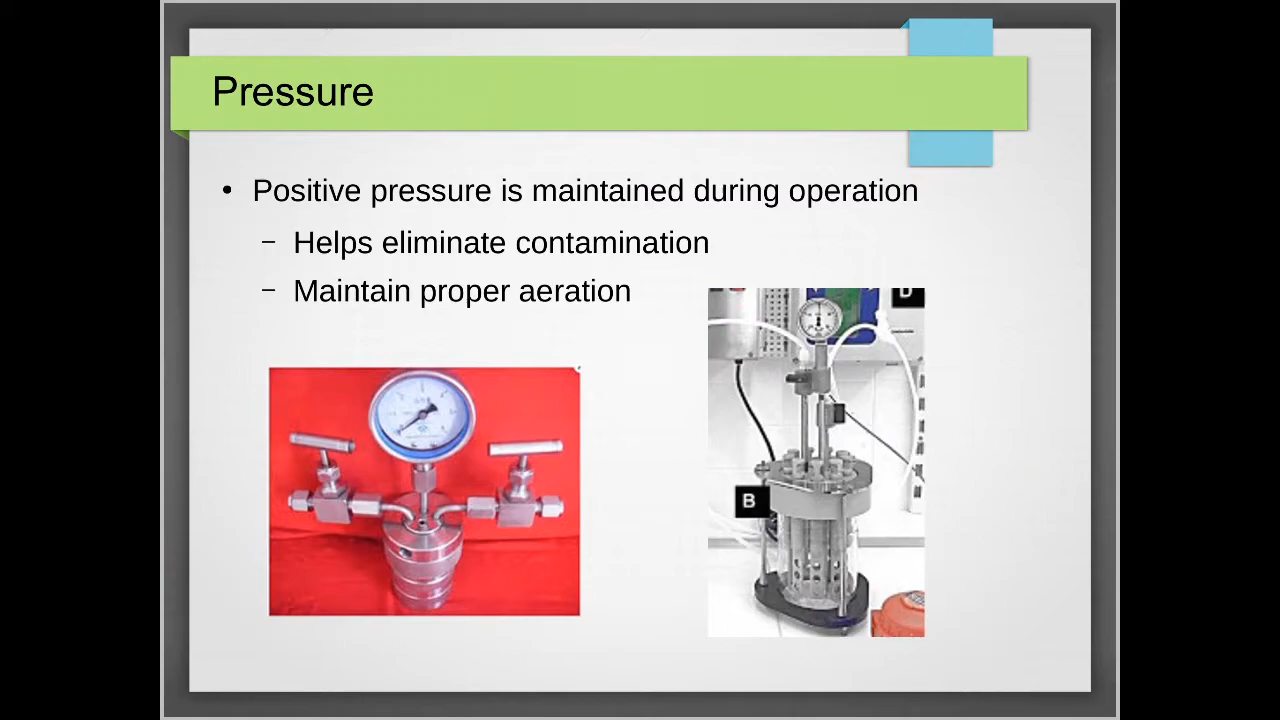 Pressure
• Positive pressure is maintained during operation
– Helps eliminate contamination
– Maintain proper aeration
D
B